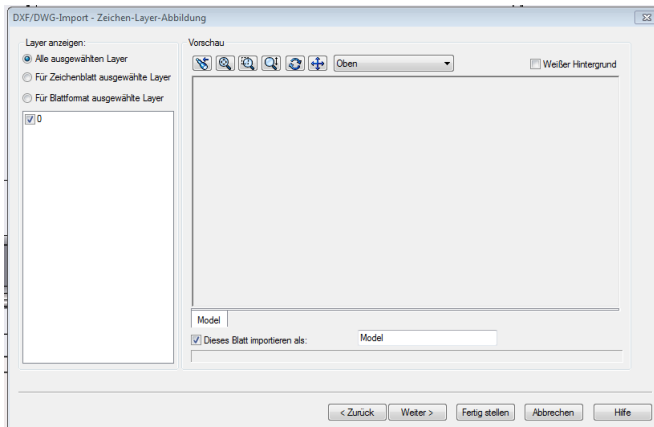 DXF/DWG-Import - Zeichen-Layer-Abbildung
Layer anzeigen:
Alle ausgewählten Layer
Für Zeichenblatt ausgewählte Layer
Für Blattformat ausgewählte Layer
0
Vorschau
Oben
Weißer Hintergrund
Model
Dieses Blatt importieren als:
Model
< Zurück
Weiter >
Fertig stellen
Abbrechen
Hilfe